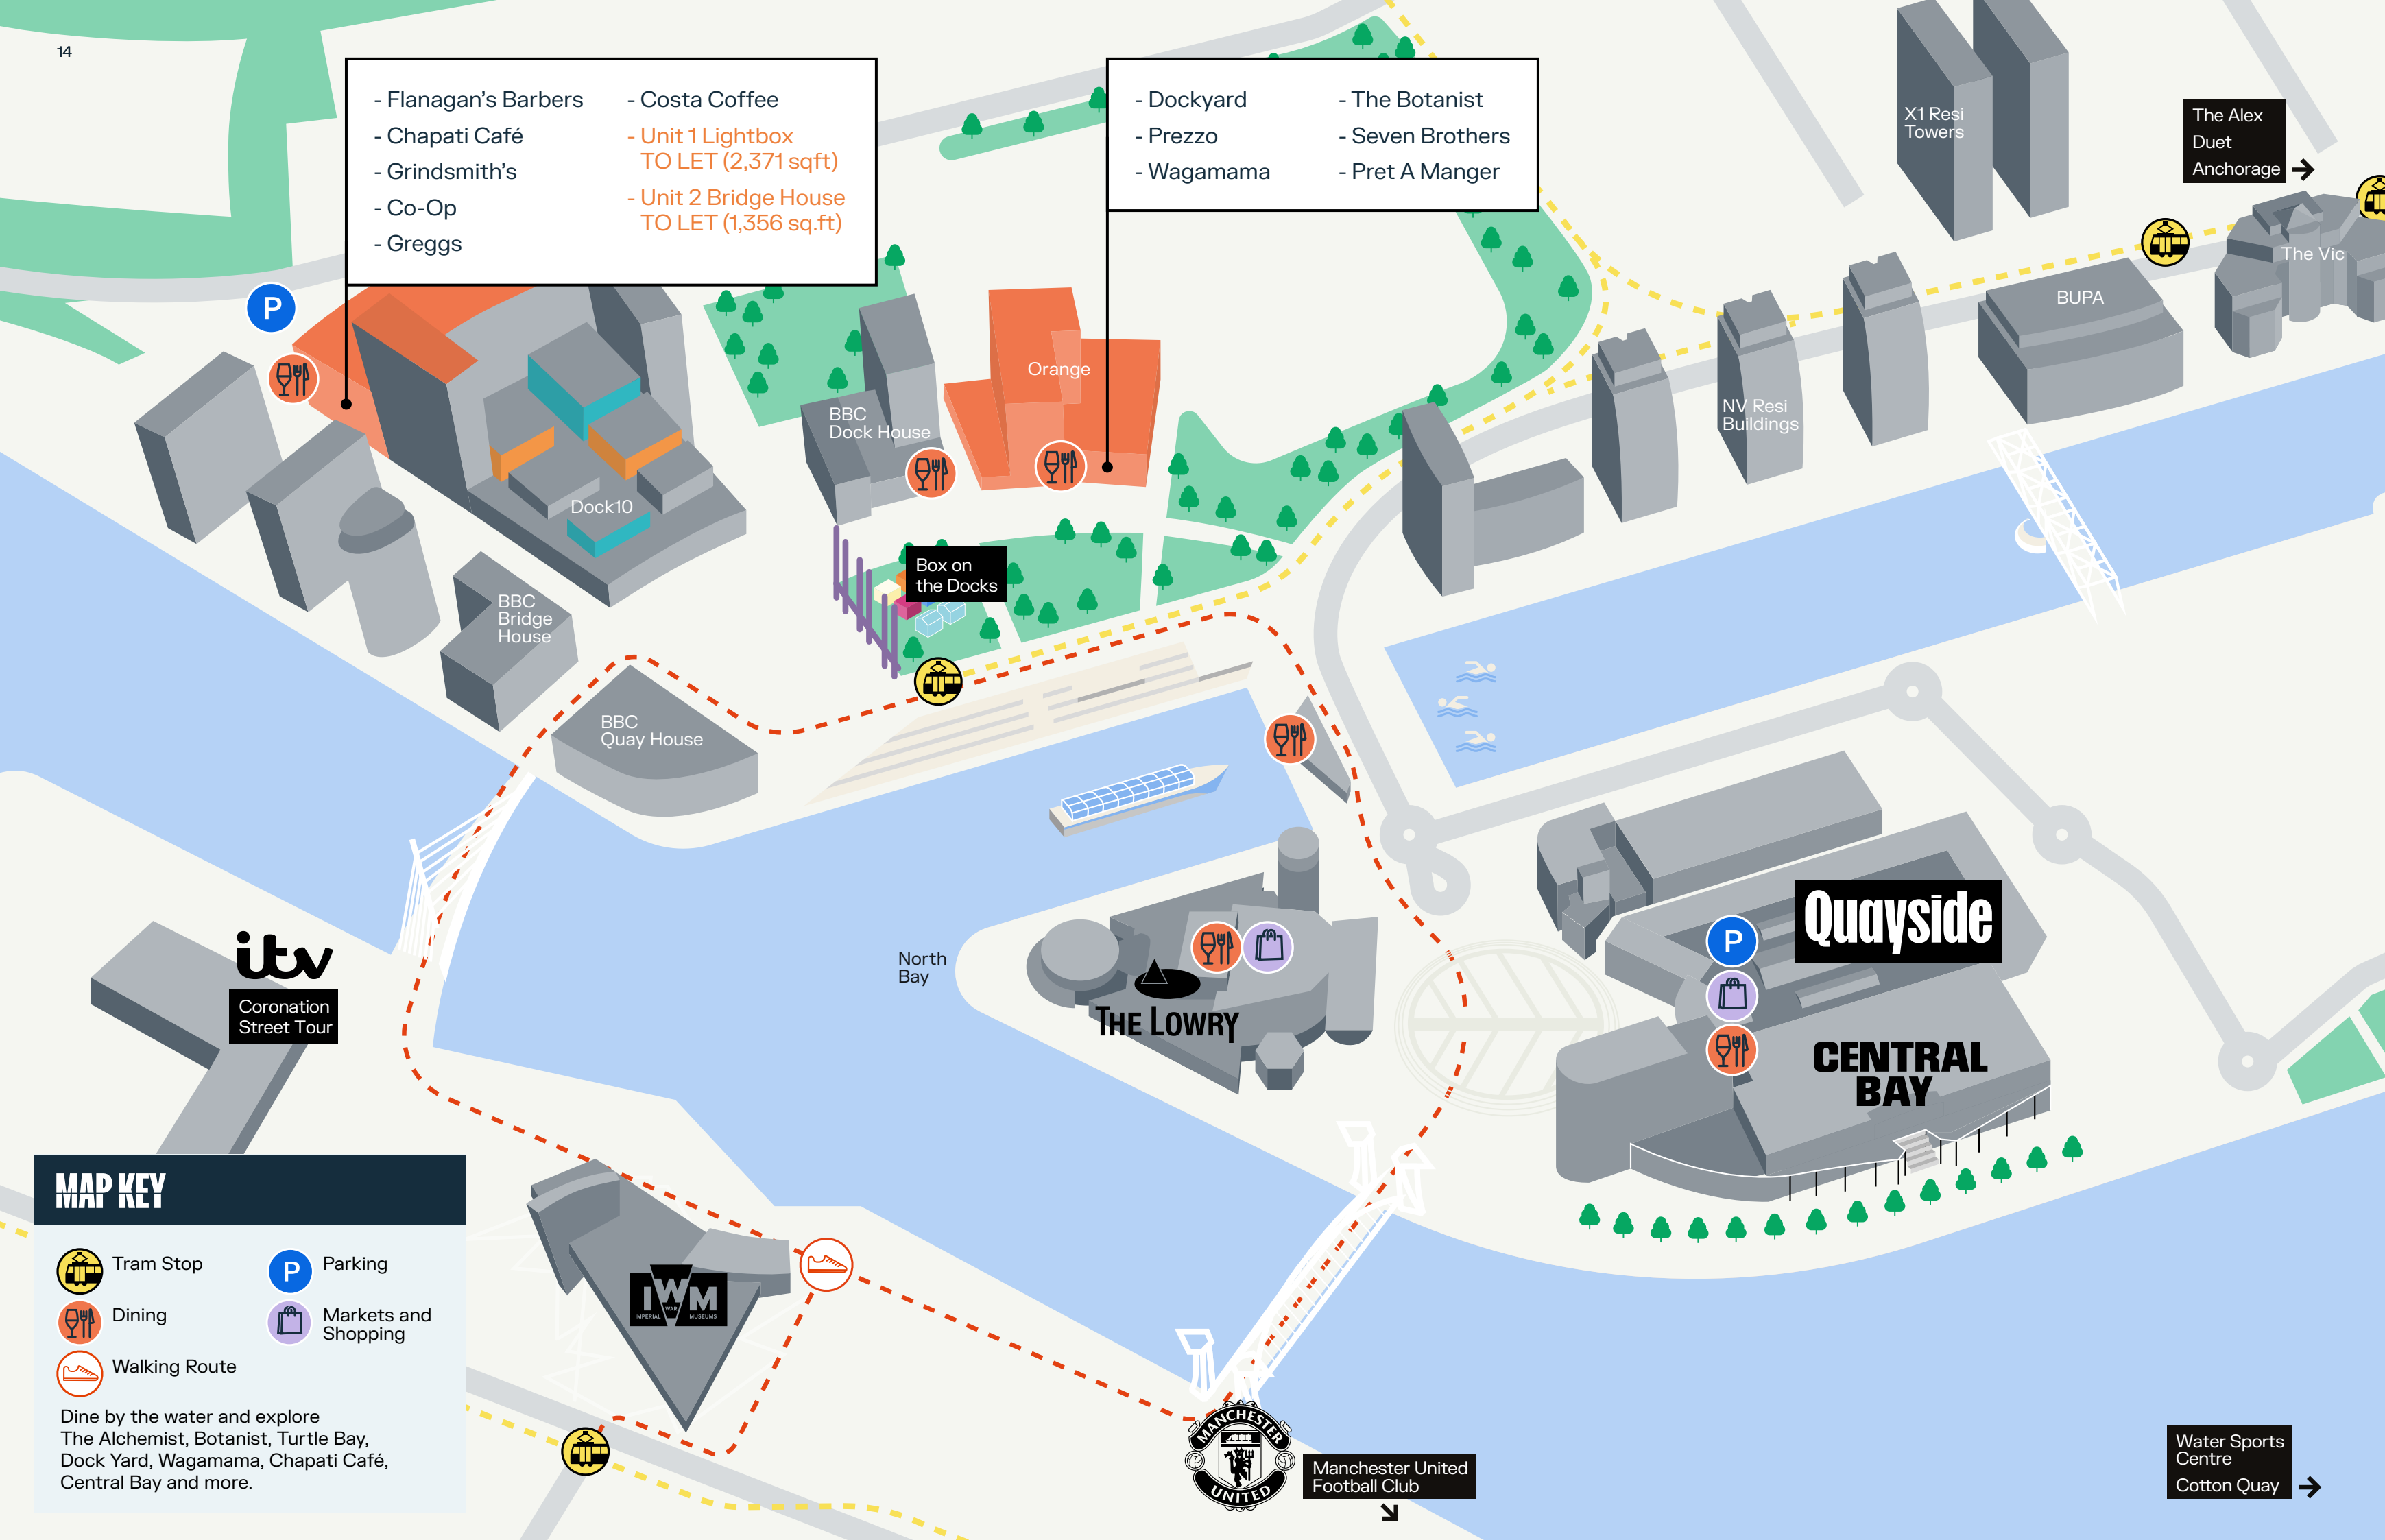 14
- Flanagan's Barbers
- Chapati Café
- Grindsmith's
- Co-Op
- Greggs
- Costa Coffee
- Unit 1 Lightbox
TO LET (2,371 sqft)
- Unit 2 Bridge House
TO LET (1,356 sq.ft)
- Dockyard
- Prezzo
- Wagamama
- The Botanist
- Seven Brothers
- Pret A Manger
X1 Resi
Towers
The Alex
Duet
Anchorage
The Vic
BUPA
P
Orange
BBC
Dock House
NV Resi
Buildings
Dock10
Box on
the Docks
BBC
Bridge
House
BBC
Quay House
Quayside
P
itv
Coronation
Street Tour
North
Bay
THE LOWRY
CENTRAL
BAY
MAP KEY
Tram Stop
P
Parking
Dining
Markets and
Shopping
Walking Route
Dine by the water and explore
The Alchemist, Botanist, Turtle Bay,
Dock Yard, Wagamama, Chapati Café,
Central Bay and more.
IWM
IMPERIAL WAR MUSEUMS
MANCHESTER
UNITED
Manchester United
Football Club
Water Sports
Centre
Cotton Quay